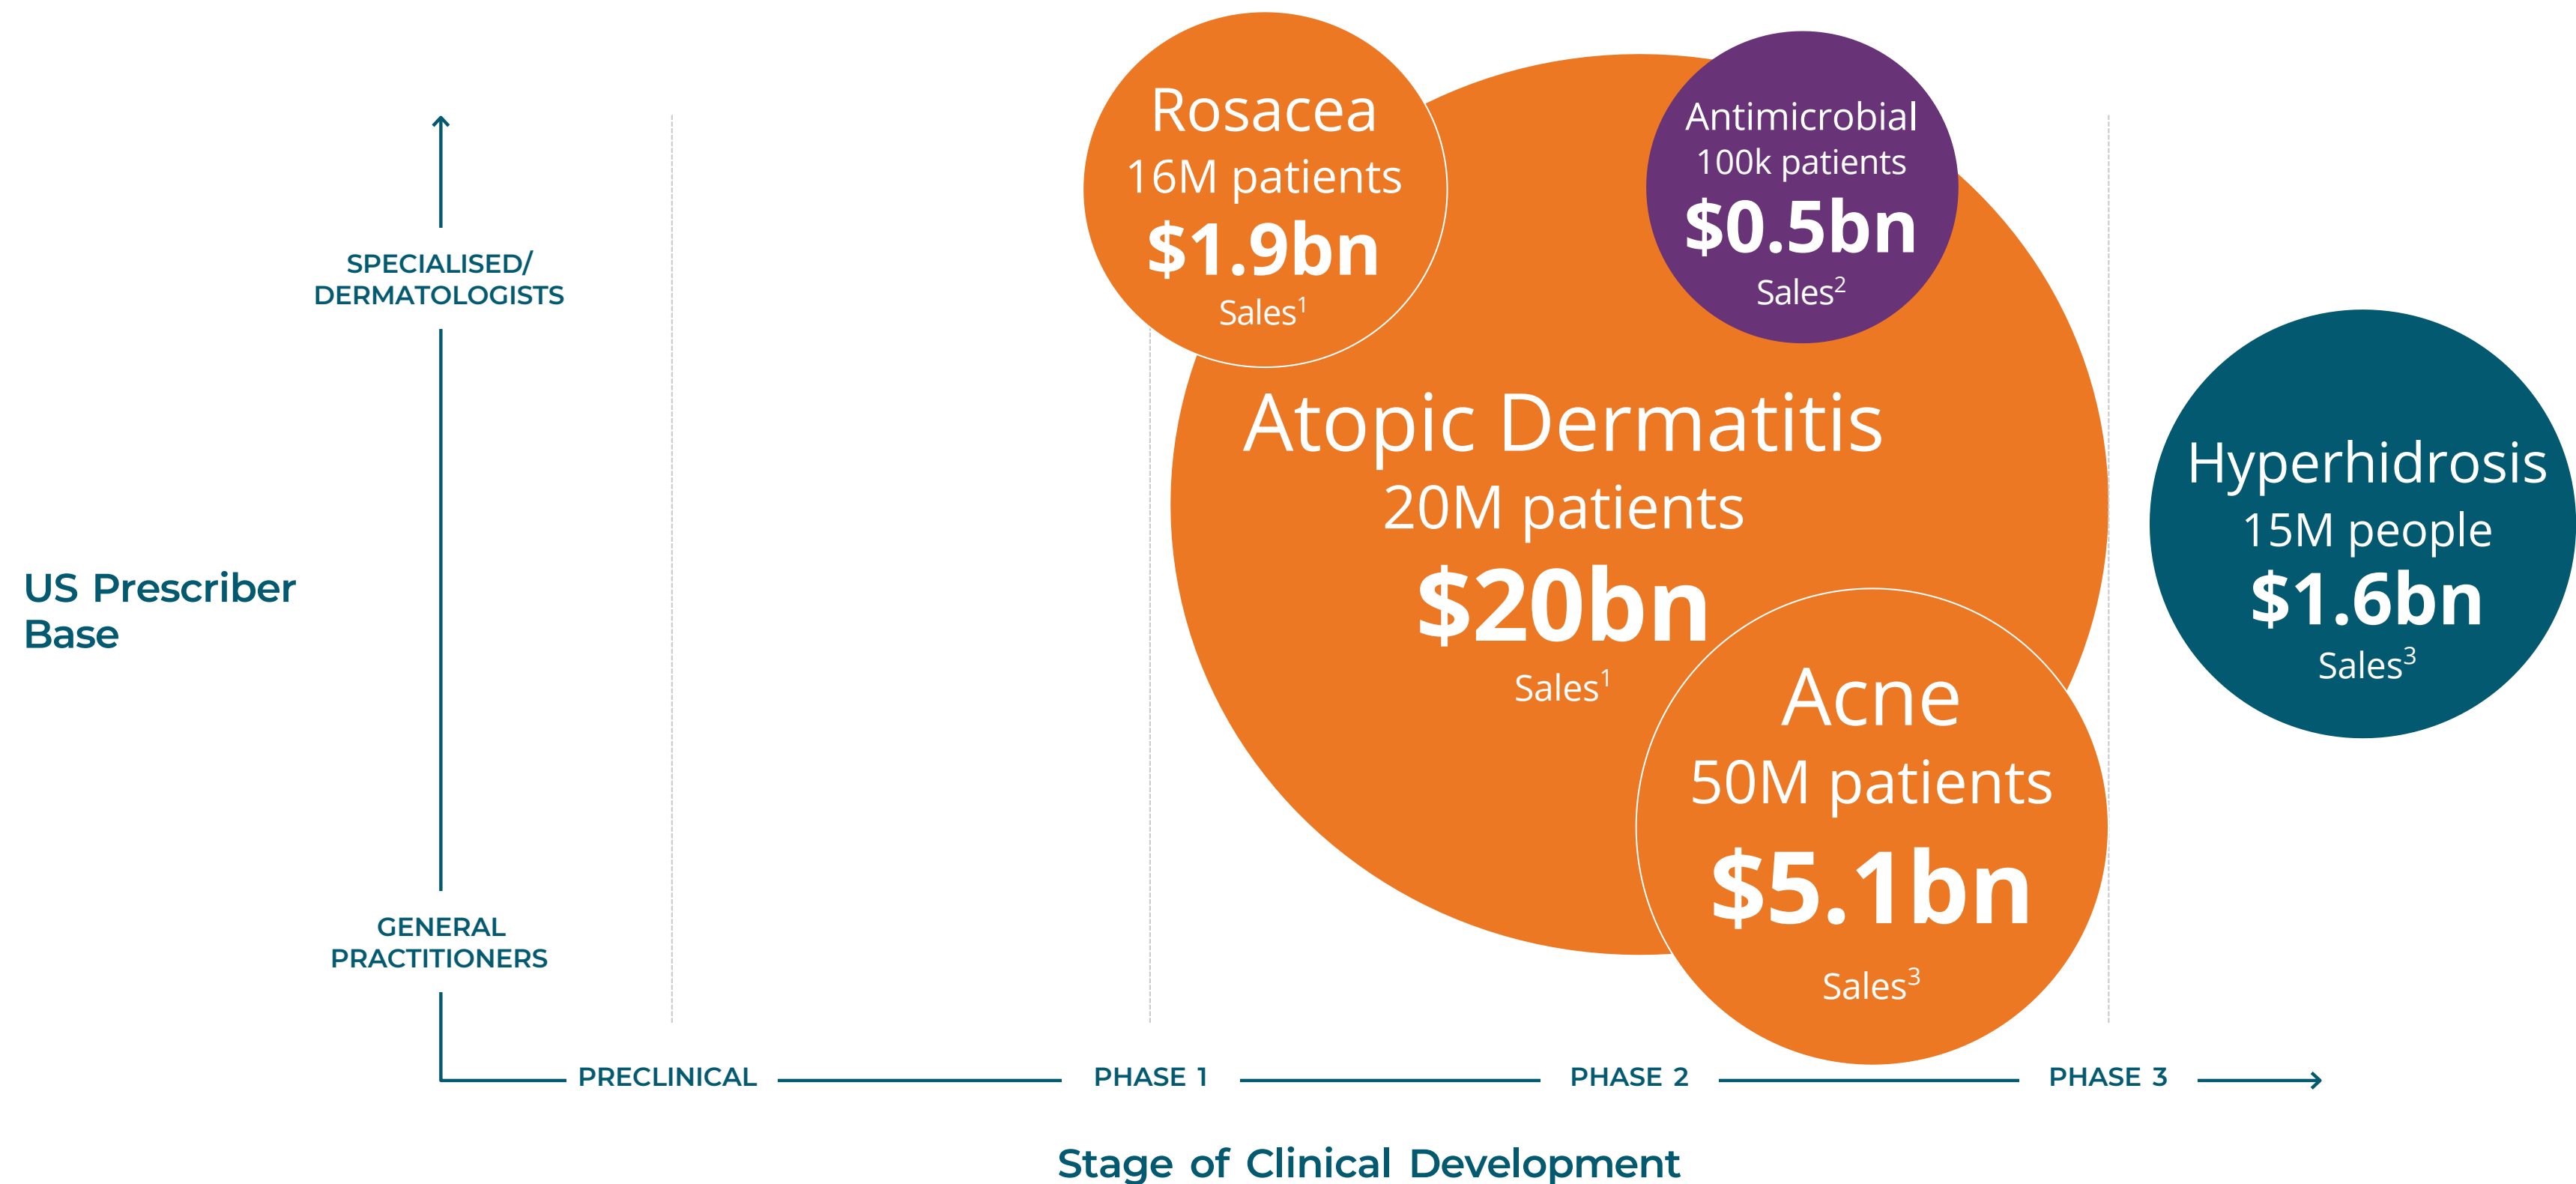 Rosacea
16M patients
$1.9bn
Sales¹
Antimicrobial
100k patients
$0.5bn
Sales²
SPECIALISED/
DERMATOLOGISTS
Atopic Dermatitis
20M patients
$20bn
Sales¹
Hyperhidrosis
15M people
$1.6bn
Sales³
US Prescriber
Base
Acne
50M patients
$5.1bn
Sales³
GENERAL
PRACTITIONERS
PRECLINICAL
PHASE 1
PHASE 2
PHASE 3
Stage of Clinical Development